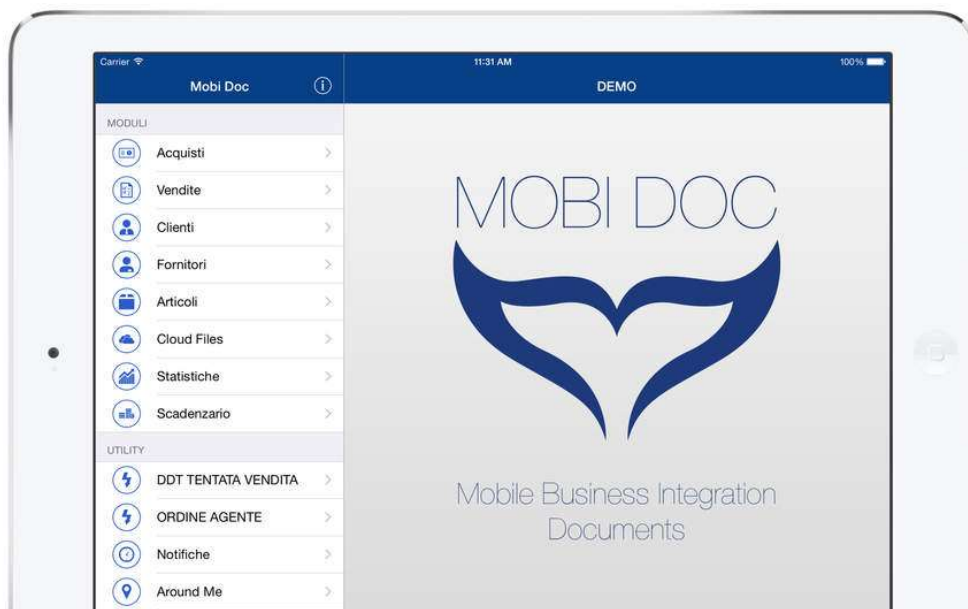 Carrier
11:31 AM
100%
Mobi Doc
DEMO
MODULI
Acquisti
Vendite
Clienti
Fornitori
Articoli
Cloud Files
Statistiche
Scadenzario
UTILITY
DDT TENTATA VENDITA
ORDINE AGENTE
Notifiche
Around Me
MOBI DOC
Mobile Business Integration
Documents